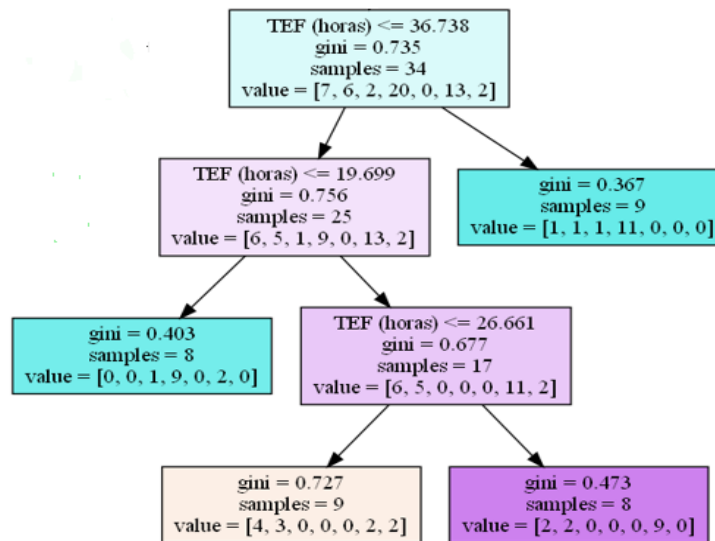 TEF (horas) <= 36.738
gini = 0.735
samples = 34
value = [7, 6, 2, 20, 0, 13, 2]
TEF (horas) <= 19.699
gini = 0.756
samples = 25
value = [6, 5, 1, 9, 0, 13, 2]
gini = 0.367
samples = 9
value = [1, 1, 1, 11, 0, 0, 0]
gini = 0.403
samples = 8
value = [0, 0, 1, 9, 0, 2, 0]
TEF (horas) <= 26.661
gini = 0.677
samples = 17
value = [6, 5, 0, 0, 0, 11, 2]
gini = 0.727
samples = 9
value = [4, 3, 0, 0, 0, 2, 2]
gini = 0.473
samples = 8
value = [2, 2, 0, 0, 0, 9, 0]